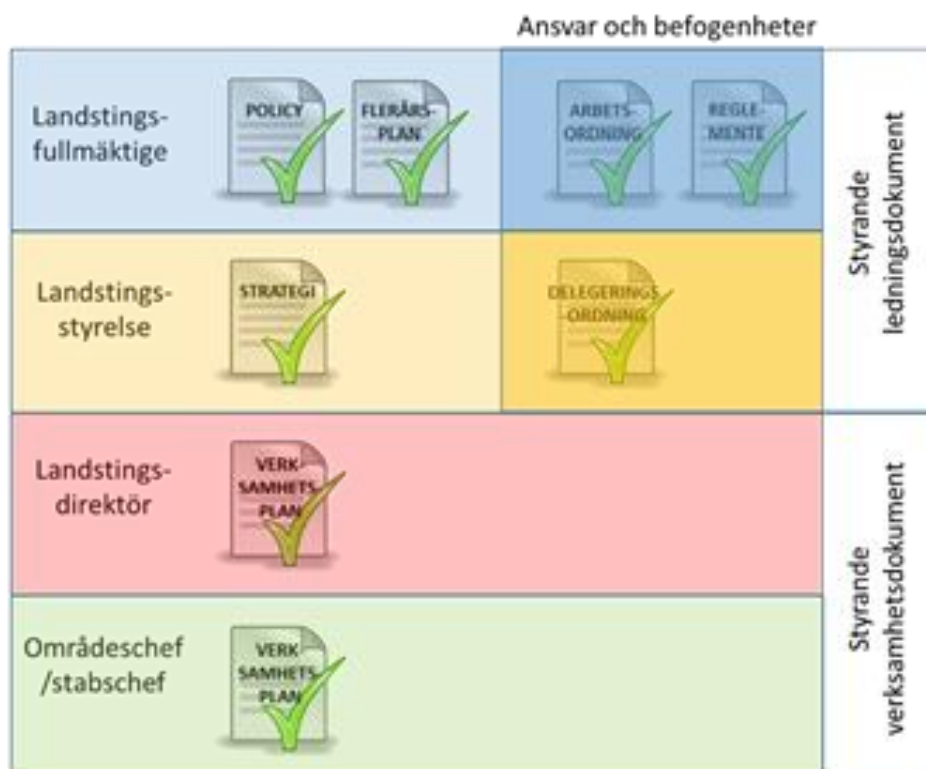 Ansvar och befogenheter
Landstings-
fullmäktige
POLICY
FLERÅRS-
PLAN
ARBETS-
ORDNING
REGLE-
MENTE
Styrande
ledningsdokument
Landstings-
styrelse
STRATEGI
DELEGERINGS
-ORDNING
Landstings-
direktör
VERK-
SAMHETS
PLAN
Styrande
verksamhetsdokument
Områdeschef
/stabschef
VERK
SAMHETS
PLAN